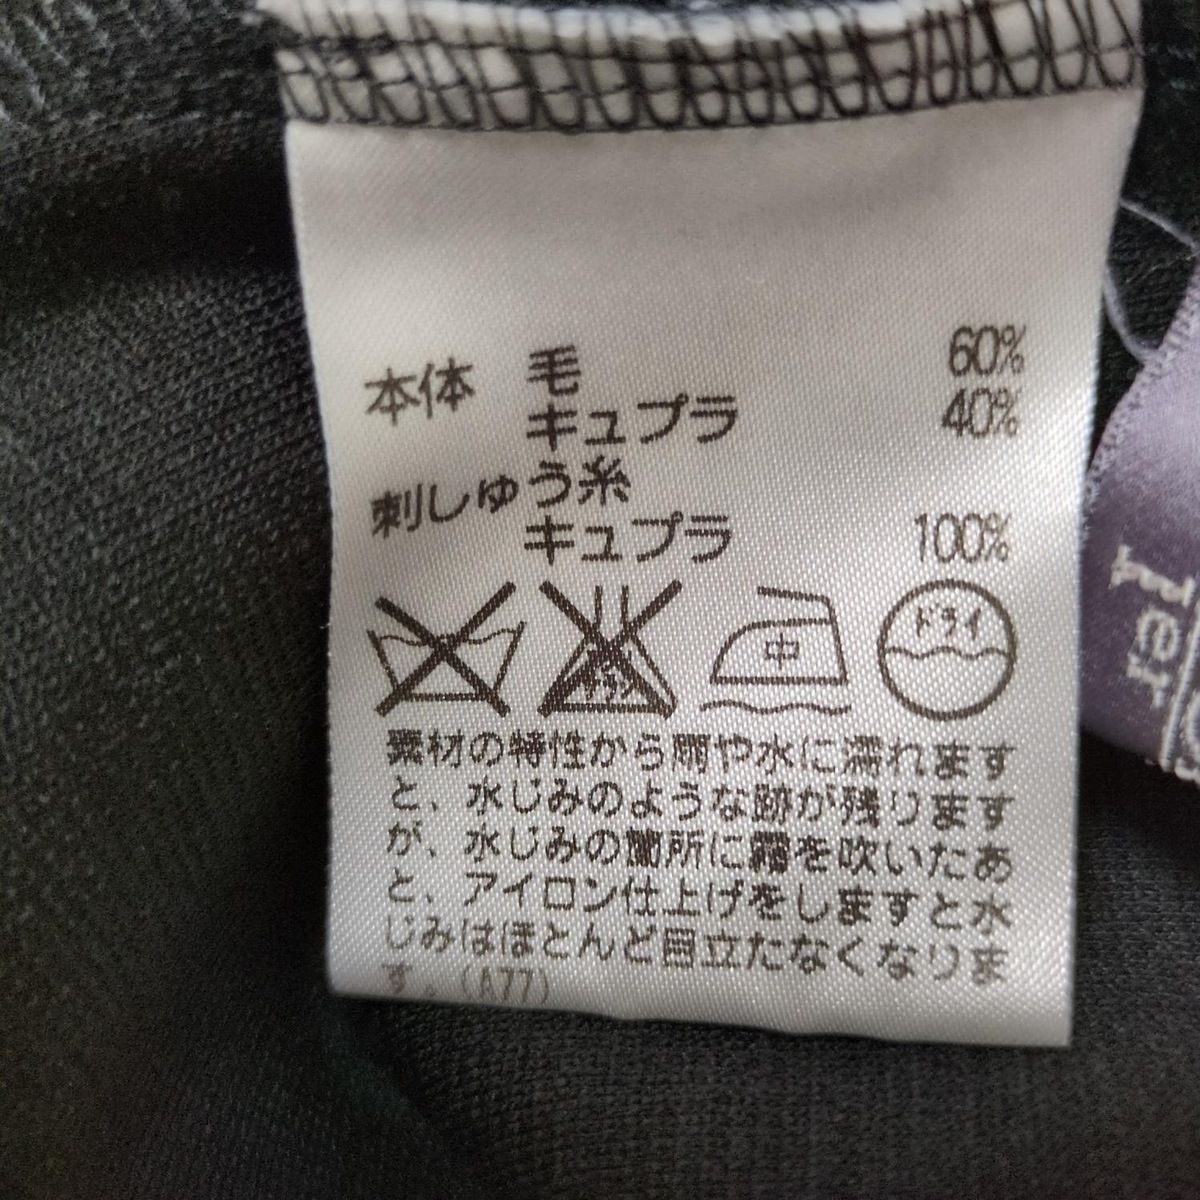 本体 毛 60%
キュプラ 40%
刺しゅう糸
キュプラ 100%
中 ドライ
素材の特性から雨や水に濡れます
と、水じみのような跡が残ります
が、水じみの箇所に霧を吹いたあ
と、アイロン仕上げをしますと水
じみはほとんど目立たなくなりま
す。(A77)
Per